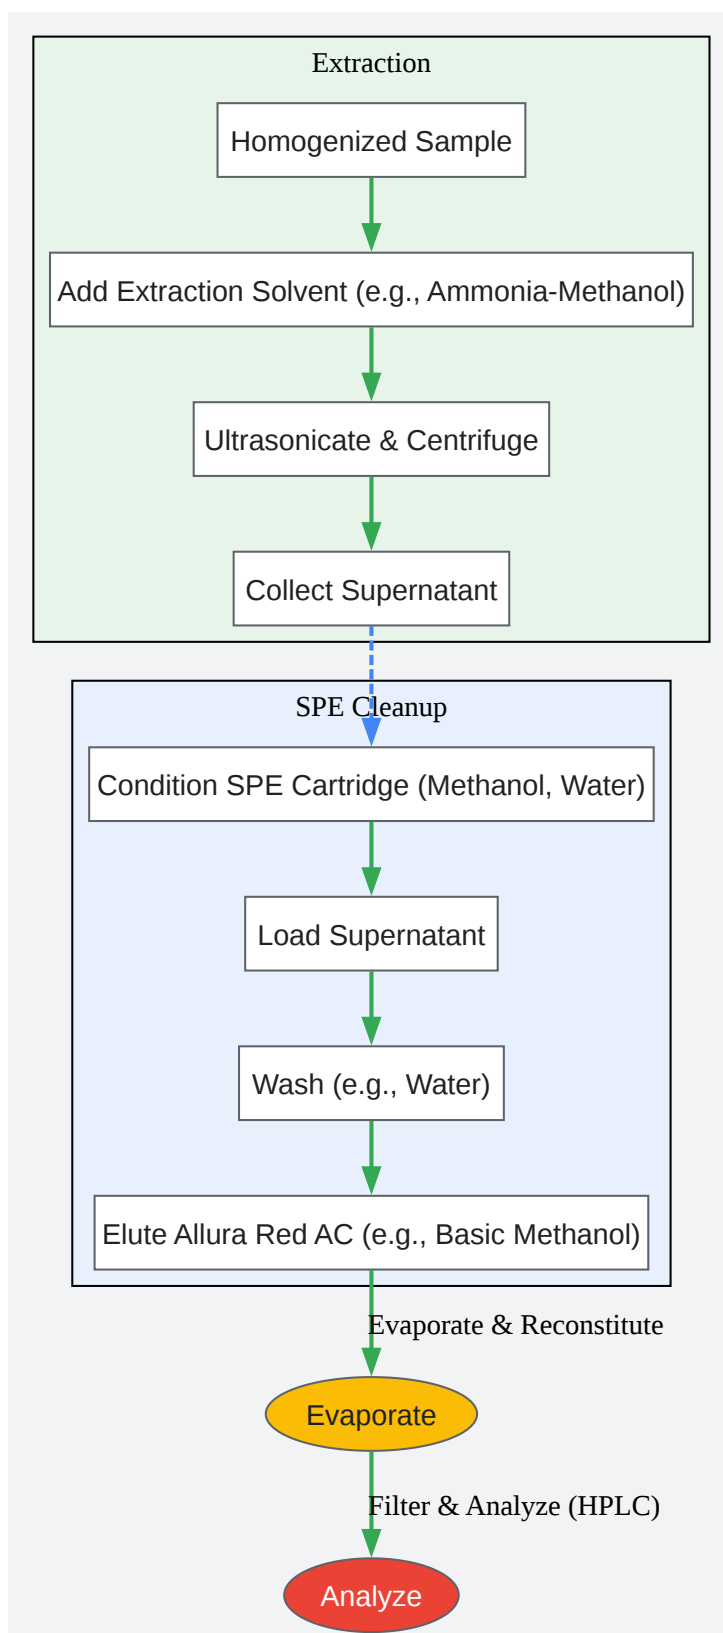 Extraction
Homogenized Sample
Add Extraction Solvent (e.g., Ammonia-Methanol)
Ultrasonicate & Centrifuge
Collect Supernatant
SPE Cleanup
Condition SPE Cartridge (Methanol, Water)
Load Supernatant
Wash (e.g., Water)
Elute Allura Red AC (e.g., Basic Methanol)
Evaporate & Reconstitute
Evaporate
Filter & Analyze (HPLC)
Analyze